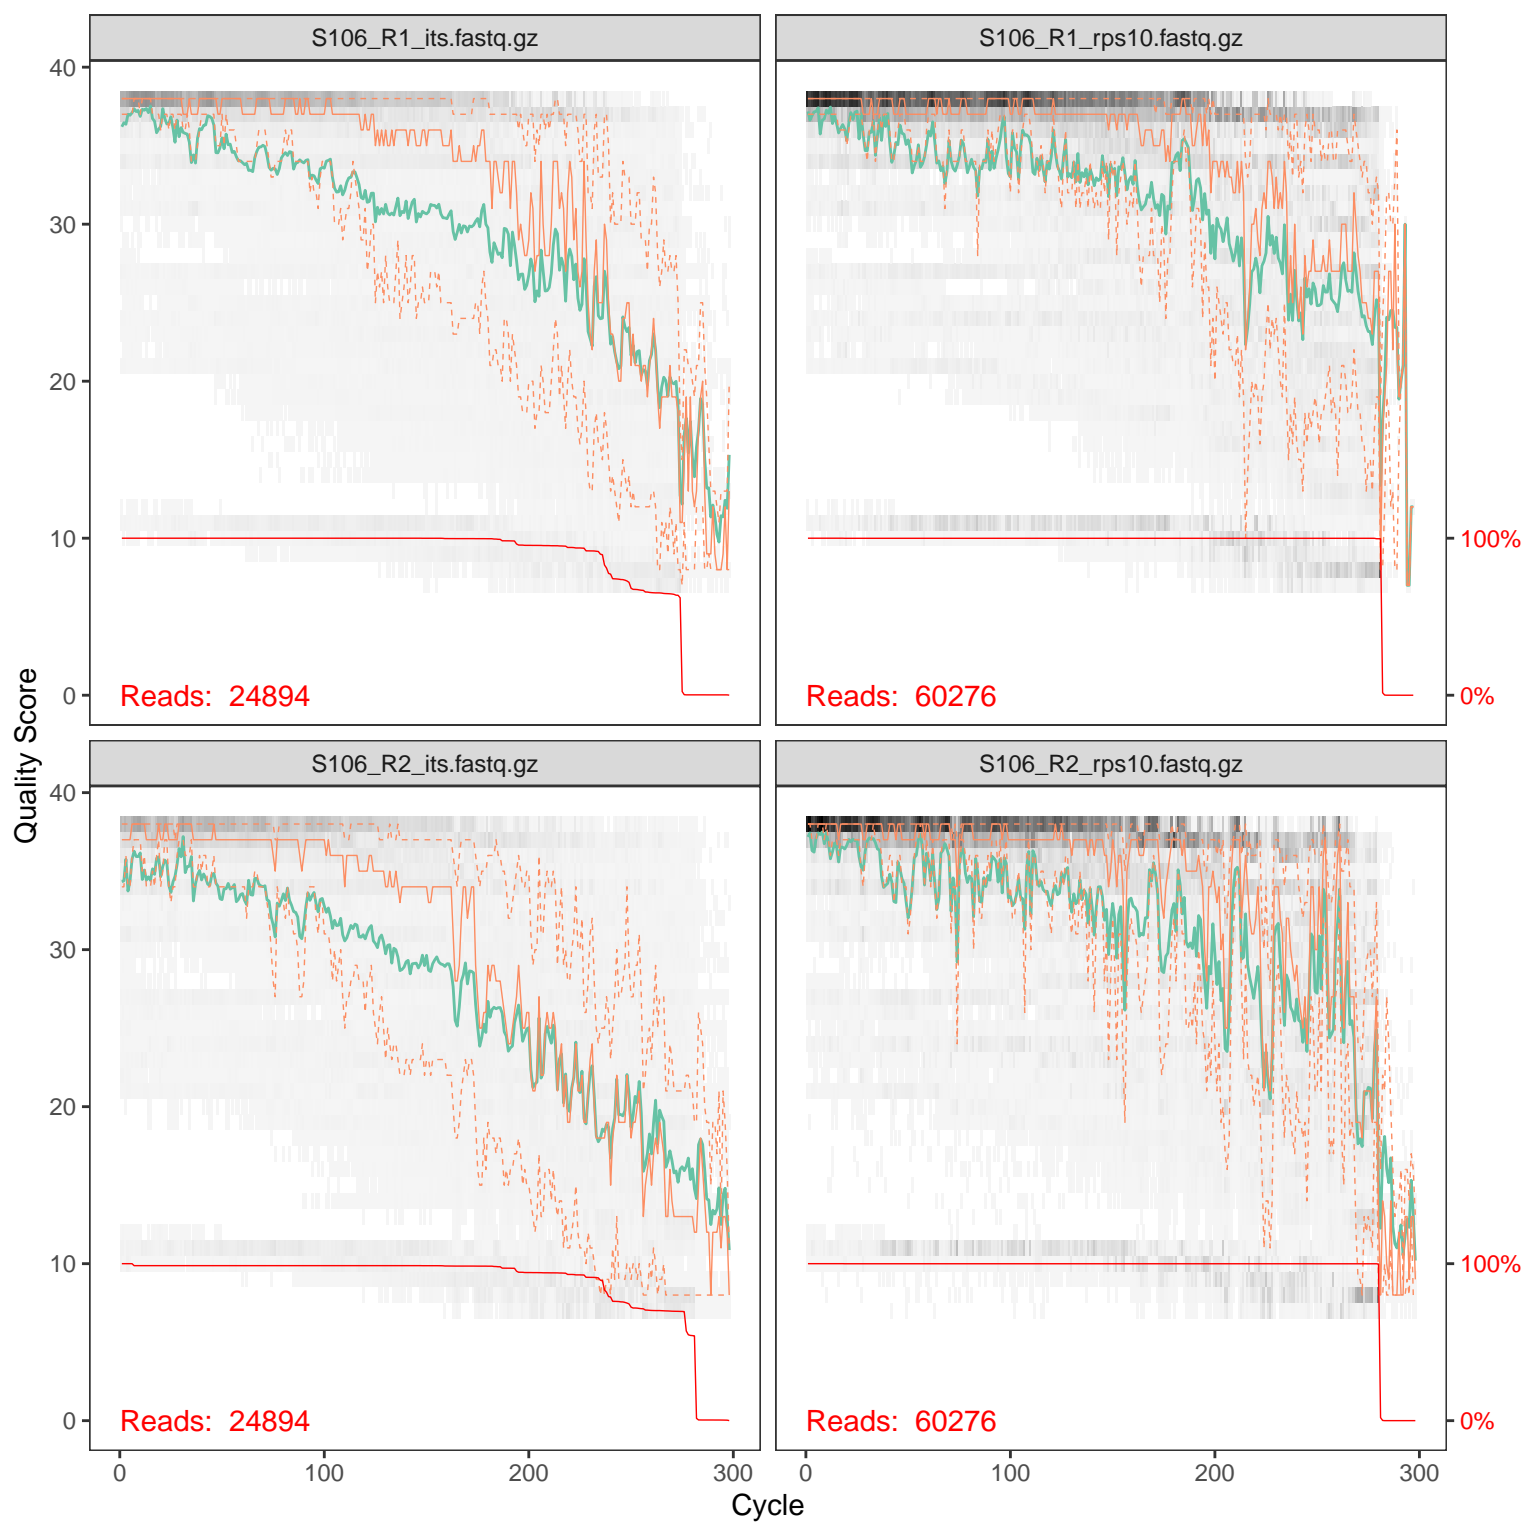 S106_R1_its.fastq.gz
S106_R1_rps10.fastq.gz
40
30
20
10
0
100%
0%
Reads: 24894
Reads: 60276
Quality Score
S106_R2_its.fastq.gz
S106_R2_rps10.fastq.gz
40
30
20
10
0
100%
0%
Reads: 24894
Reads: 60276
0
100
200
300
0
100
200
300
Cycle